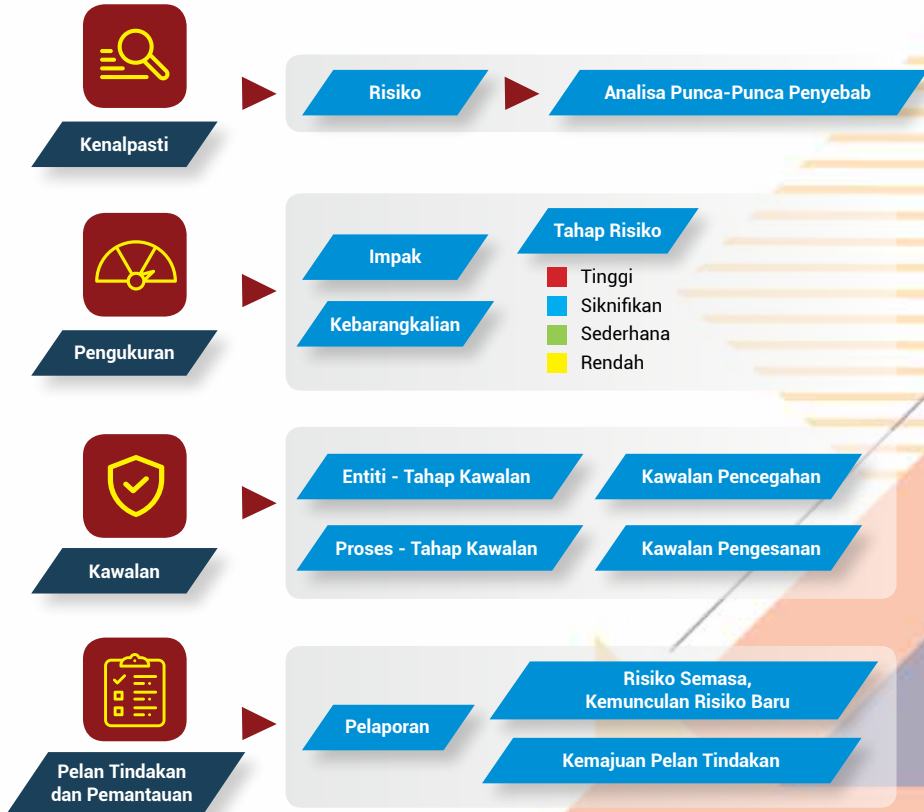 Kenalpasti
Risiko
Analisa Punca-Punca Penyebab
Pengukuran
Impak
Kebarangkalian
Tahap Risiko
Tinggi
Siknifikan
Sederhana
Rendah
Kawalan
Entiti - Tahap Kawalan
Kawalan Pencegahan
Proses - Tahap Kawalan
Kawalan Pengesanan
Pelan Tindakan
dan Pemantauan
Pelaporan
Risiko Semasa,
Kemunculan Risiko Baru
Kemajuan Pelan Tindakan